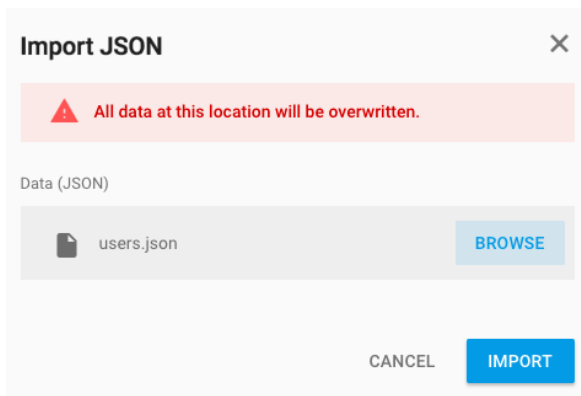 Import JSON
All data at this location will be overwritten.
Data (JSON)
users.json
BROWSE
CANCEL
IMPORT